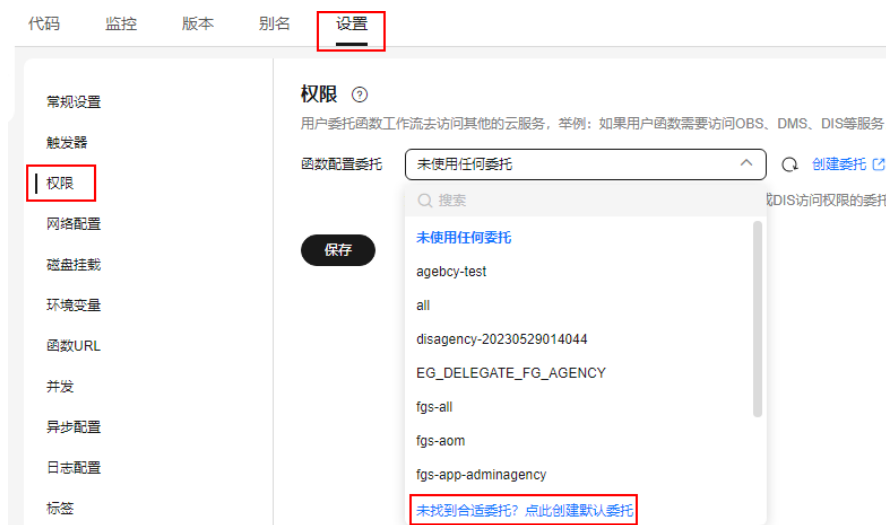 代码 监控 版本 别名 设置
常规设置
触发器
权限
网络配置
磁盘挂载
环境变量
函数URL
并发
异步配置
日志配置
标签
权限
用户委托函数工作流去访问其他的云服务，举例：如果用户函数需要访问OBS、DMS、DIS等服务
函数配置委托 未使用任何委托 创建委托
搜索
DIS访问权限的委托
未使用任何委托
保存
agebcy-test
all
disagency-20230529014044
EG_DELEGATE_FG_AGENCY
fgs-all
fgs-aom
fgs-app-adminagency
未找到合适委托？点此创建默认委托